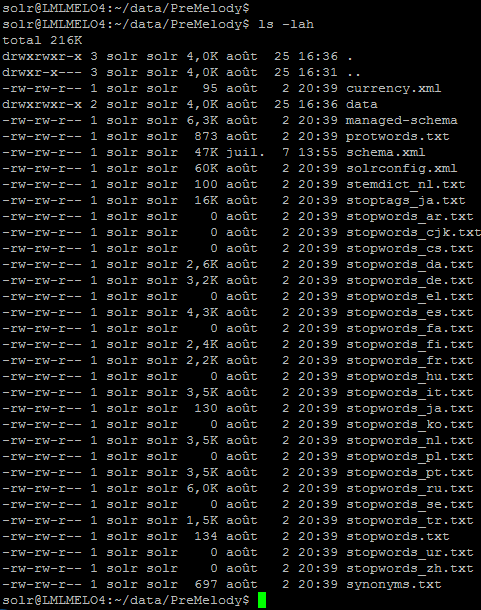 solr@LMLMELO4:~/data/PreMelody$
solr@LMLMELO4:~/data/PreMelody$ ls -lah
total 216K
drwxrwxr-x 3 solr solr 4,0K août  25 16:36 .
drwxr-x--- 3 solr solr 4,0K août  25 16:31 ..
-rw-rw-r-- 1 solr solr   95 août   2 20:39 currency.xml
drwxrwxr-x 2 solr solr 4,0K août  25 16:36 data
-rw-rw-r-- 1 solr solr 6,3K août   2 20:39 managed-schema
-rw-rw-r-- 1 solr solr  873 août   2 20:39 protwords.txt
-rw-rw-r-- 1 solr solr  47K juil.  7 13:55 schema.xml
-rw-rw-r-- 1 solr solr  60K août   2 20:39 solrconfig.xml
-rw-rw-r-- 1 solr solr  100 août   2 20:39 stemdict_nl.txt
-rw-rw-r-- 1 solr solr  16K août   2 20:39 stoptags_ja.txt
-rw-rw-r-- 1 solr solr    0 août   2 20:39 stopwords_ar.txt
-rw-rw-r-- 1 solr solr    0 août   2 20:39 stopwords_cjk.txt
-rw-rw-r-- 1 solr solr    0 août   2 20:39 stopwords_cs.txt
-rw-rw-r-- 1 solr solr 2,6K août   2 20:39 stopwords_da.txt
-rw-rw-r-- 1 solr solr 3,2K août   2 20:39 stopwords_de.txt
-rw-rw-r-- 1 solr solr    0 août   2 20:39 stopwords_el.txt
-rw-rw-r-- 1 solr solr 4,3K août   2 20:39 stopwords_es.txt
-rw-rw-r-- 1 solr solr    0 août   2 20:39 stopwords_fa.txt
-rw-rw-r-- 1 solr solr 2,4K août   2 20:39 stopwords_fi.txt
-rw-rw-r-- 1 solr solr 2,2K août   2 20:39 stopwords_fr.txt
-rw-rw-r-- 1 solr solr    0 août   2 20:39 stopwords_hu.txt
-rw-rw-r-- 1 solr solr 3,5K août   2 20:39 stopwords_it.txt
-rw-rw-r-- 1 solr solr  130 août   2 20:39 stopwords_ja.txt
-rw-rw-r-- 1 solr solr    0 août   2 20:39 stopwords_ko.txt
-rw-rw-r-- 1 solr solr 3,5K août   2 20:39 stopwords_nl.txt
-rw-rw-r-- 1 solr solr    0 août   2 20:39 stopwords_pl.txt
-rw-rw-r-- 1 solr solr 3,5K août   2 20:39 stopwords_pt.txt
-rw-rw-r-- 1 solr solr 6,0K août   2 20:39 stopwords_ru.txt
-rw-rw-r-- 1 solr solr    0 août   2 20:39 stopwords_se.txt
-rw-rw-r-- 1 solr solr 1,5K août   2 20:39 stopwords_tr.txt
-rw-rw-r-- 1 solr solr  134 août   2 20:39 stopwords.txt
-rw-rw-r-- 1 solr solr    0 août   2 20:39 stopwords_ur.txt
-rw-rw-r-- 1 solr solr    0 août   2 20:39 stopwords_zh.txt
-rw-rw-r-- 1 solr solr  697 août   2 20:39 synonyms.txt
solr@LMLMELO4:~/data/PreMelody$